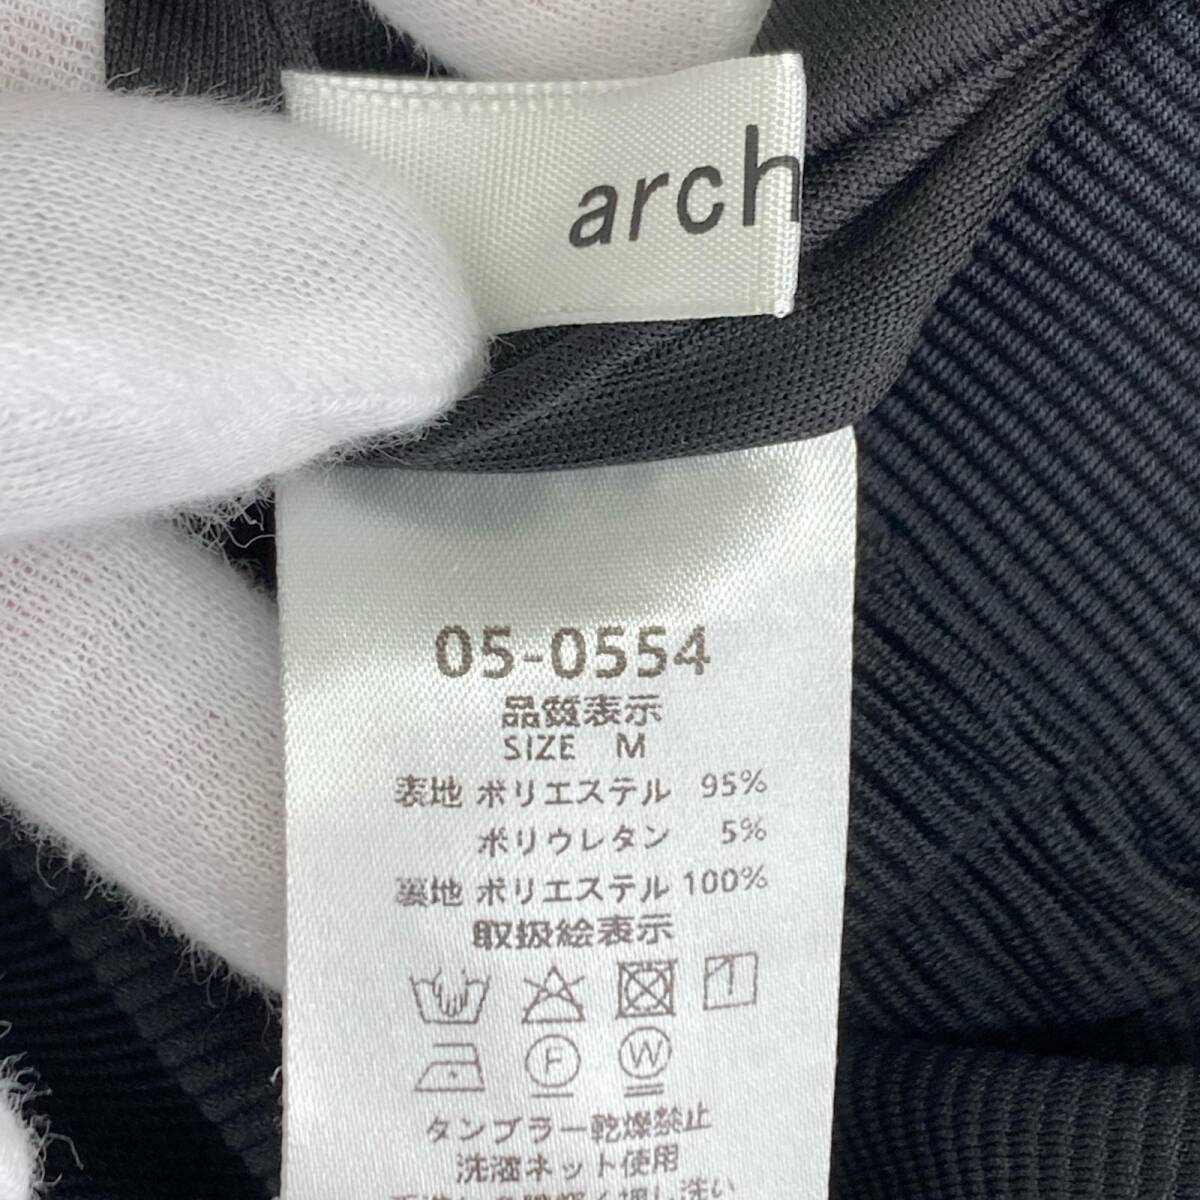 arch
05-0554
品質表示
SIZE M
表地 ポリエステル 95%
ポリウレタン 5%
裏地 ポリエステル 100%
取扱絵表示
F W
タンブラー乾燥禁止
洗濯ネット使用